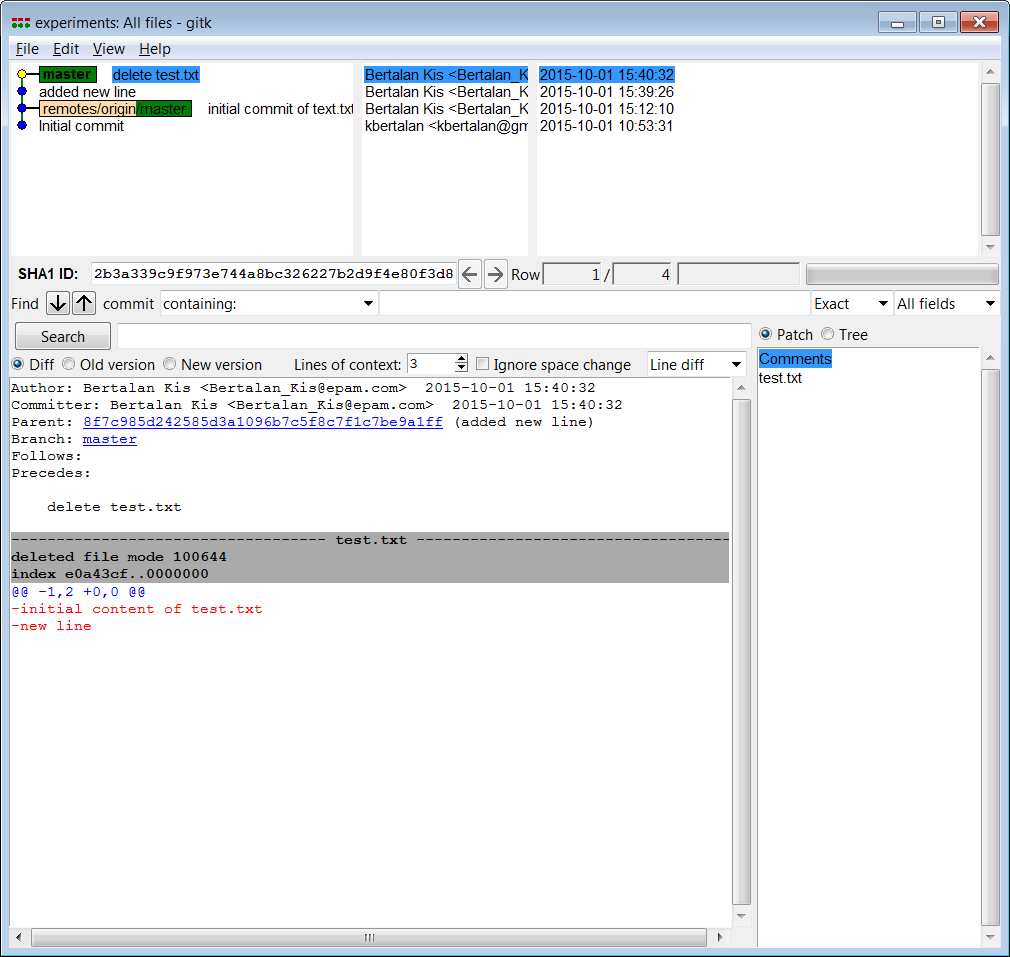 experiments: All files - gitk
File Edit View Help
master delete test.txt Bertalan Kis <Bertalan_K 2015-10-01 15:40:32
added new line Bertalan Kis <Bertalan_K 2015-10-01 15:39:26
remotes/origin/master initial commit of text.txt Bertalan Kis <Bertalan_K 2015-10-01 15:12:10
Initial commit kbertalan <kbertalan@gm 2015-10-01 10:53:31
SHA1 ID: 2b3a339c9f973e744a8bc326227b2d9f4e80f3d8 Row 1 / 4
Find commit containing: Exact All fields
Search
Patch Tree
Diff Old version New version Lines of context: 3 Ignore space change Line diff
Comments
test.txt
Author: Bertalan Kis <Bertalan_Kis@epam.com> 2015-10-01 15:40:32
Committer: Bertalan Kis <Bertalan_Kis@epam.com> 2015-10-01 15:40:32
Parent: 8f7c985d242585d3a1096b7c5f8c7f1c7be9a1ff (added new line)
Branch: master
Follows:
Precedes:
delete test.txt
----------------------------------- test.txt -----------------------------------
deleted file mode 100644
index e0a43cf..0000000
@@ -1,2 +0,0 @@
-initial content of test.txt
-new line